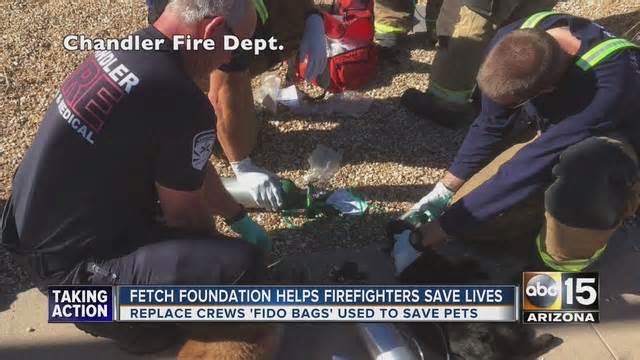 Chandler Fire Dept.
NDLER
FIRE
Medical
TAKING
ACTION
FETCH FOUNDATION HELPS FIREFIGHTERS SAVE LIVES
REPLACE CREWS 'FIDO BAGS' USED TO SAVE PETS
abc 15
ARIZONA